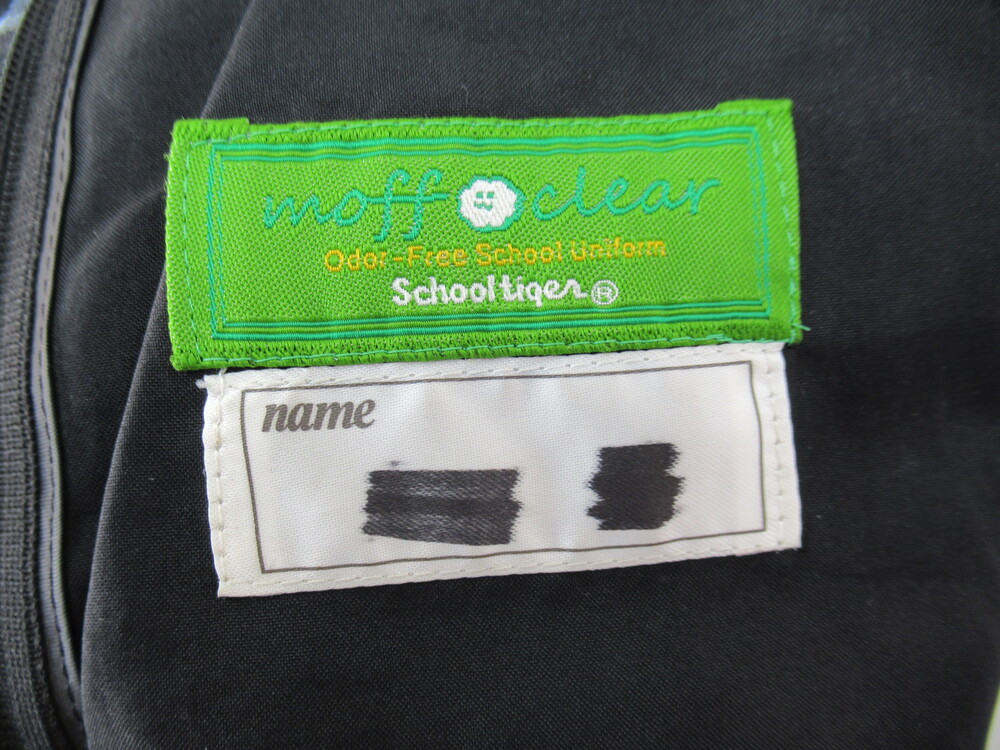 moff clear
Odor-Free School Uniform
Schooltiger®
name